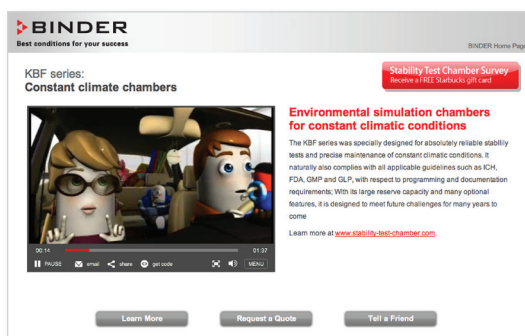 BINDER
Best conditions for your success
BINDER Home Page
KBF series:
Constant climate chambers
Stability Test Chamber Survey
Receive a FREE Starbucks gift card
Environmental simulation chambers
for constant climatic conditions
The KBF series was specially designed for absolutely reliable stability
tests and precise maintenance of constant climatic conditions. It
naturally also complies with all applicable guidelines such as ICH,
FDA, GMP and GLP, with respect to programming and documentation
requirements; With its large reserve capacity and many optional
features, it is designed to meet future challenges for many years to
come
Learn more at www.stability-test-chamber.com.
00:14 01:37
PAUSE email share get code MENU
Learn More Request a Quote Tell a Friend